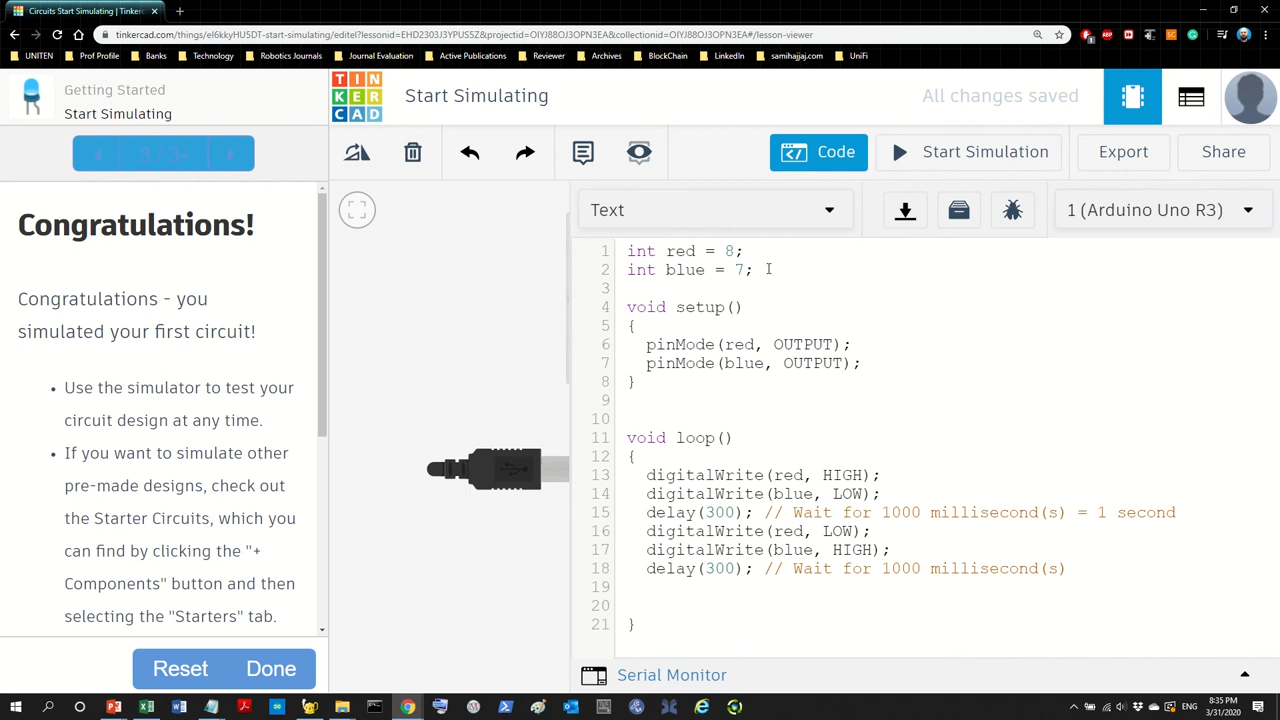 Circuits Start Simulating | Tinker
tinkercad.com/things/el6kkyHU5DT-start-simulating/editel?lessonid=EHD2303J3YPUS5Z&projectid=OIYJ88OJ3OPN3EA&collectionid=OIYJ88OJ3OPN3EA#/lesson-viewer
UNITEN Prof Profile Banks Technology Robotics Journals Journal Evaluation Active Publications Reviewer Archives BlockChain LinkedIn samihajjaj.com UniFi
Getting Started
Start Simulating
3 / 3
TIN
KER
CAD
Start Simulating
All changes saved
Code
Start Simulation
Export
Share
Congratulations!
Congratulations - you
simulated your first circuit!
• Use the simulator to test your
circuit design at any time.
• If you want to simulate other
pre-made designs, check out
the Starter Circuits, which you
can find by clicking the "+
Components" button and then
selecting the "Starters" tab.
Reset
Done
Text
1 (Arduino Uno R3)
1 int red = 8;
2 int blue = 7;
3
4 void setup()
5 {
6 pinMode(red, OUTPUT);
7 pinMode(blue, OUTPUT);
8 }
9
10
11 void loop()
12 {
13 digitalWrite(red, HIGH);
14 digitalWrite(blue, LOW);
15 delay(300); // Wait for 1000 millisecond(s) = 1 second
16 digitalWrite(red, LOW);
17 digitalWrite(blue, HIGH);
18 delay(300); // Wait for 1000 millisecond(s)
19
20
21 }
Serial Monitor
ENG
8:35 PM
3/31/2020